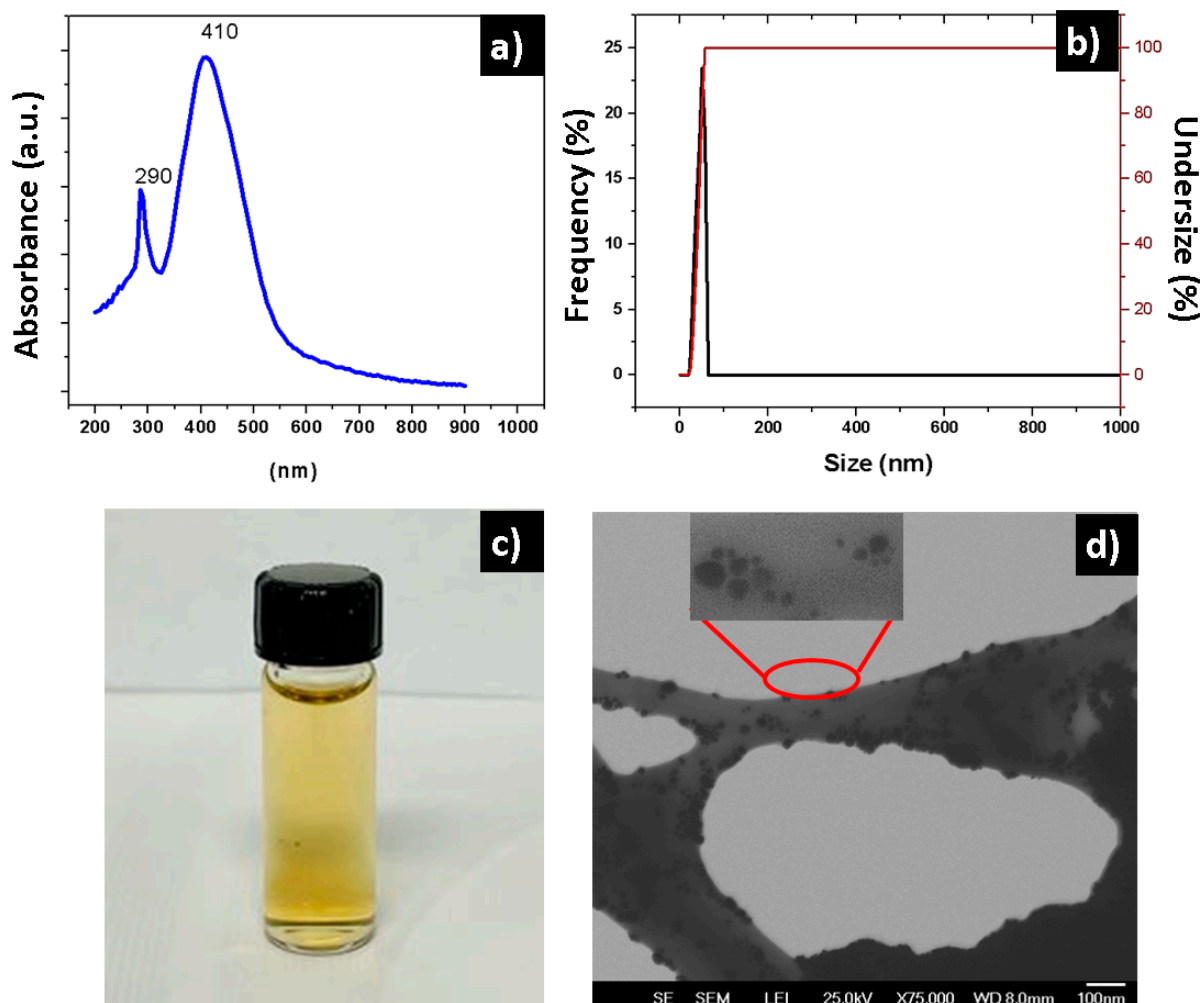 a)
410
290
Absorbance (a.u.)
200 300 400 500 600 700 800 900 1000
(nm)
b)
25
20
15
10
5
0
Frequency (%)
100
80
60
40
20
0
Undersize (%)
0 200 400 600 800 1000
Size (nm)
c)
d)
SE SEM LEI 25.0kV X75,000 WD 8.0mm 100nm